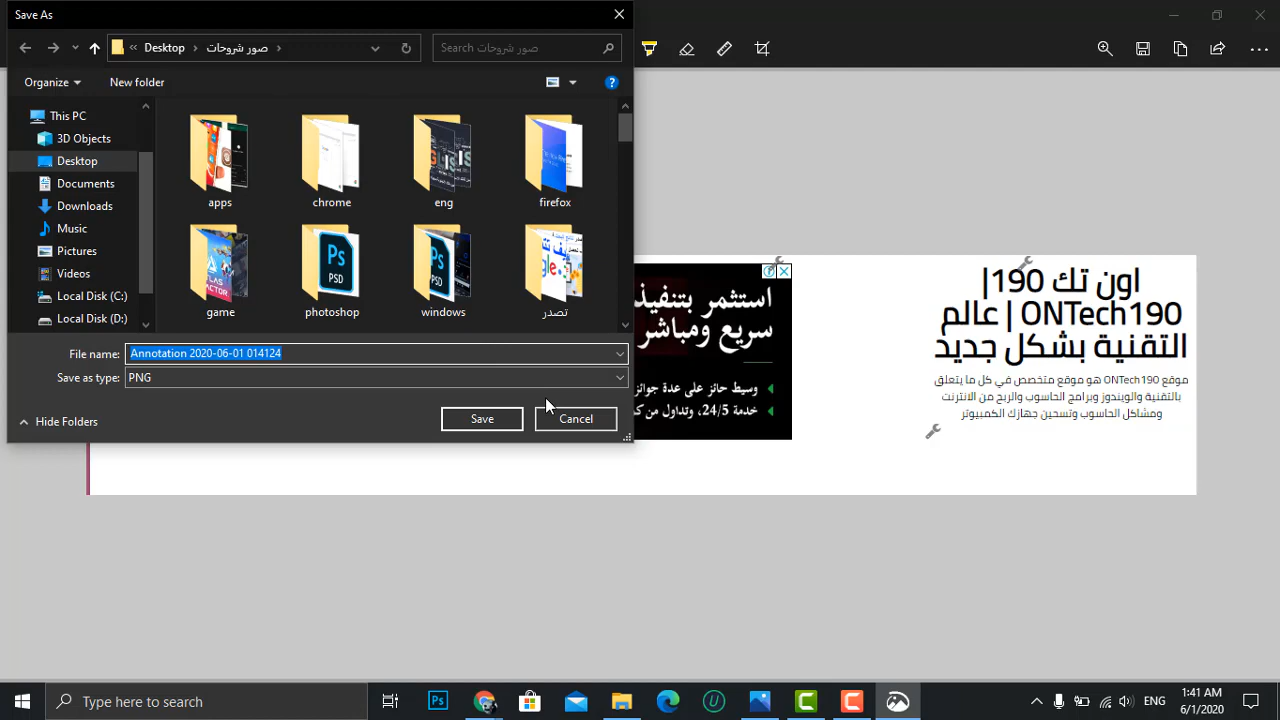 Save As
Desktop
صور شروحات
Search صور شروحات
Organize
New folder
This PC
3D Objects
Desktop
Documents
Downloads
Music
Pictures
Videos
Local Disk (C:)
Local Disk (D:)
apps
chrome
eng
firefox
game
photoshop
windows
تصدر
PSD
PSD
File name:
Annotation 2020-06-01 014124
Save as type:
PNG
Hide Folders
Save
Cancel
استثمر بتنفيذ
سريع ومباشر
وسيط حائز على عدة جوائز
خدمة 24/5، وتداول من
اون تك 190|
ONTech190 | عالم
التقنية بشكل جديد
موقع ONTech190 هو موقع متخصص في كل ما يتعلق
بالتقنية والويندوز وبرامج الحاسوب والربح من الانترنت
ومشاكل الحاسوب وتسحين جهازك الكمبيوتر
Type here to search
Ps
ENG
1:41 AM
6/1/2020